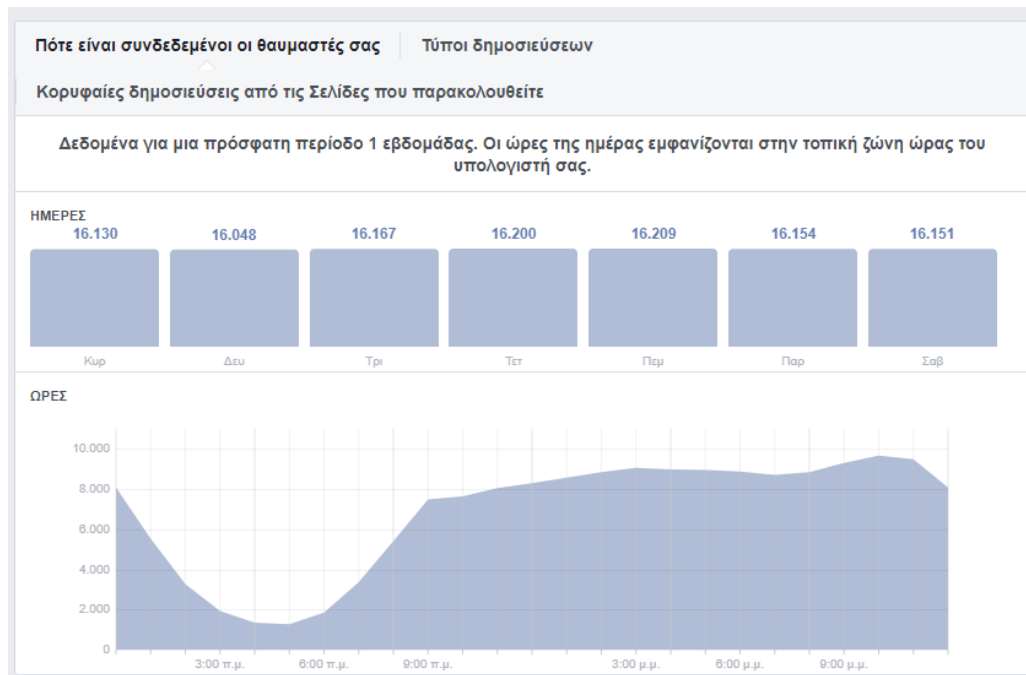 Πότε είναι συνδεδεμένοι οι θαυμαστές σας
Τύποι δημοσιεύσεων
Κορυφαίες δημοσιεύσεις από τις Σελίδες που παρακολουθείτε
Δεδομένα για μια πρόσφατη περίοδο 1 εβδομάδας. Οι ώρες της ημέρας εμφανίζονται στην τοπική ζώνη ώρας του
υπολογιστή σας.
ΗΜΕΡΕΣ
16.130 16.048 16.167 16.200 16.209 16.154 16.151
Κυρ Δευ Τρι Τετ Πεμ Παρ Σαβ
ΩΡΕΣ
10.000
8.000
6.000
4.000
2.000
0
3:00 π.μ. 6:00 π.μ. 9:00 π.μ. 3:00 μ.μ. 6:00 μ.μ. 9:00 μ.μ.